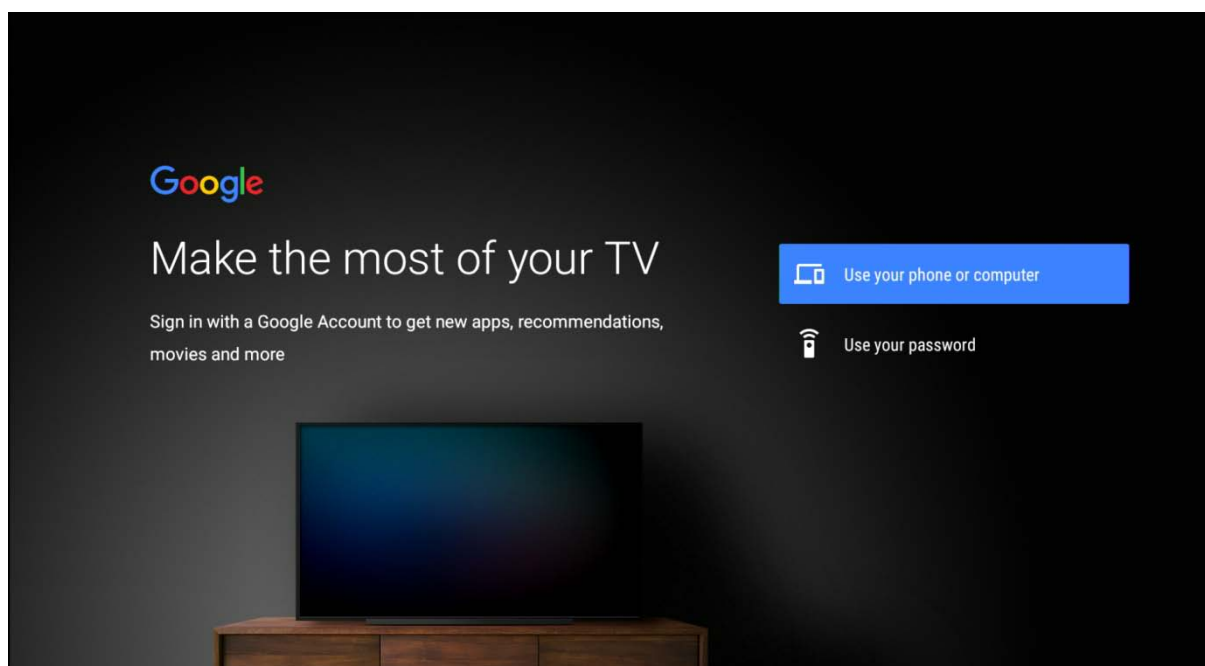 Google
Make the most of your TV
Sign in with a Google Account to get new apps, recommendations,
movies and more
Use your phone or computer
Use your password